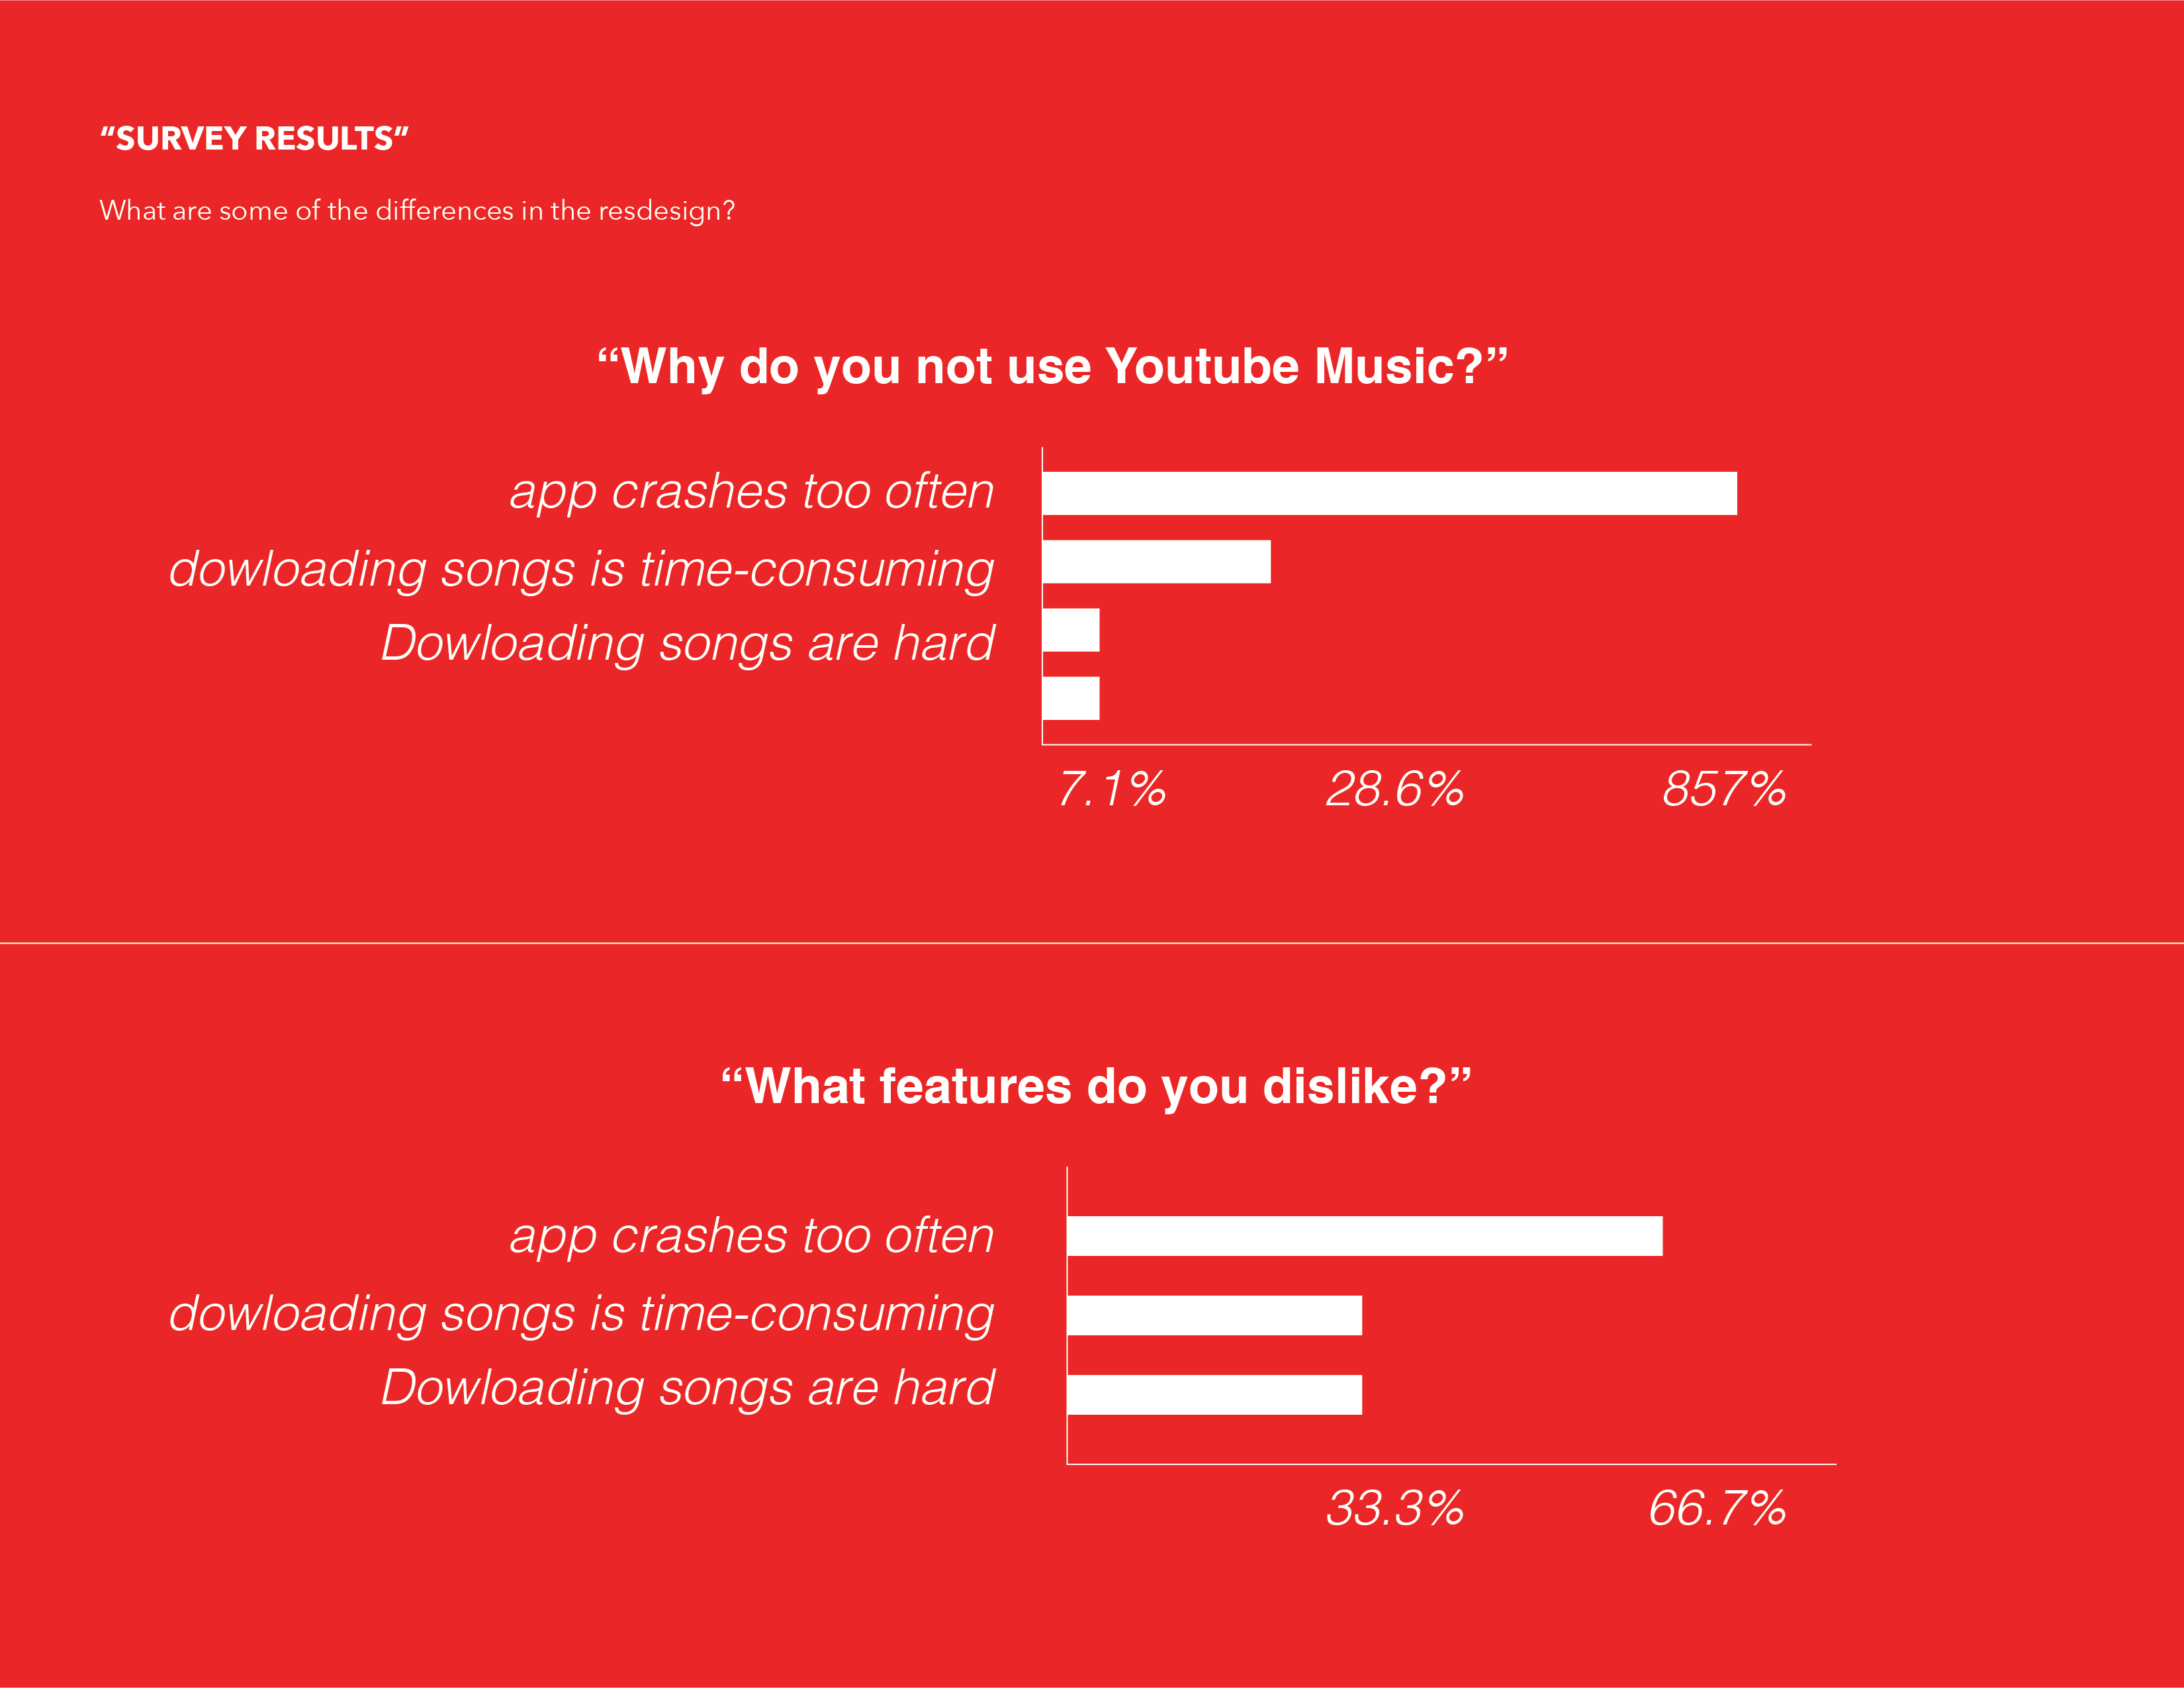 "SURVEY RESULTS"
What are some of the differences in the resdesign?
“Why do you not use Youtube Music?”
app crashes too often
dowloading songs is time-consuming
Dowloading songs are hard
7.1% 28.6% 857%
“What features do you dislike?”
app crashes too often
dowloading songs is time-consuming
Dowloading songs are hard
33.3% 66.7%